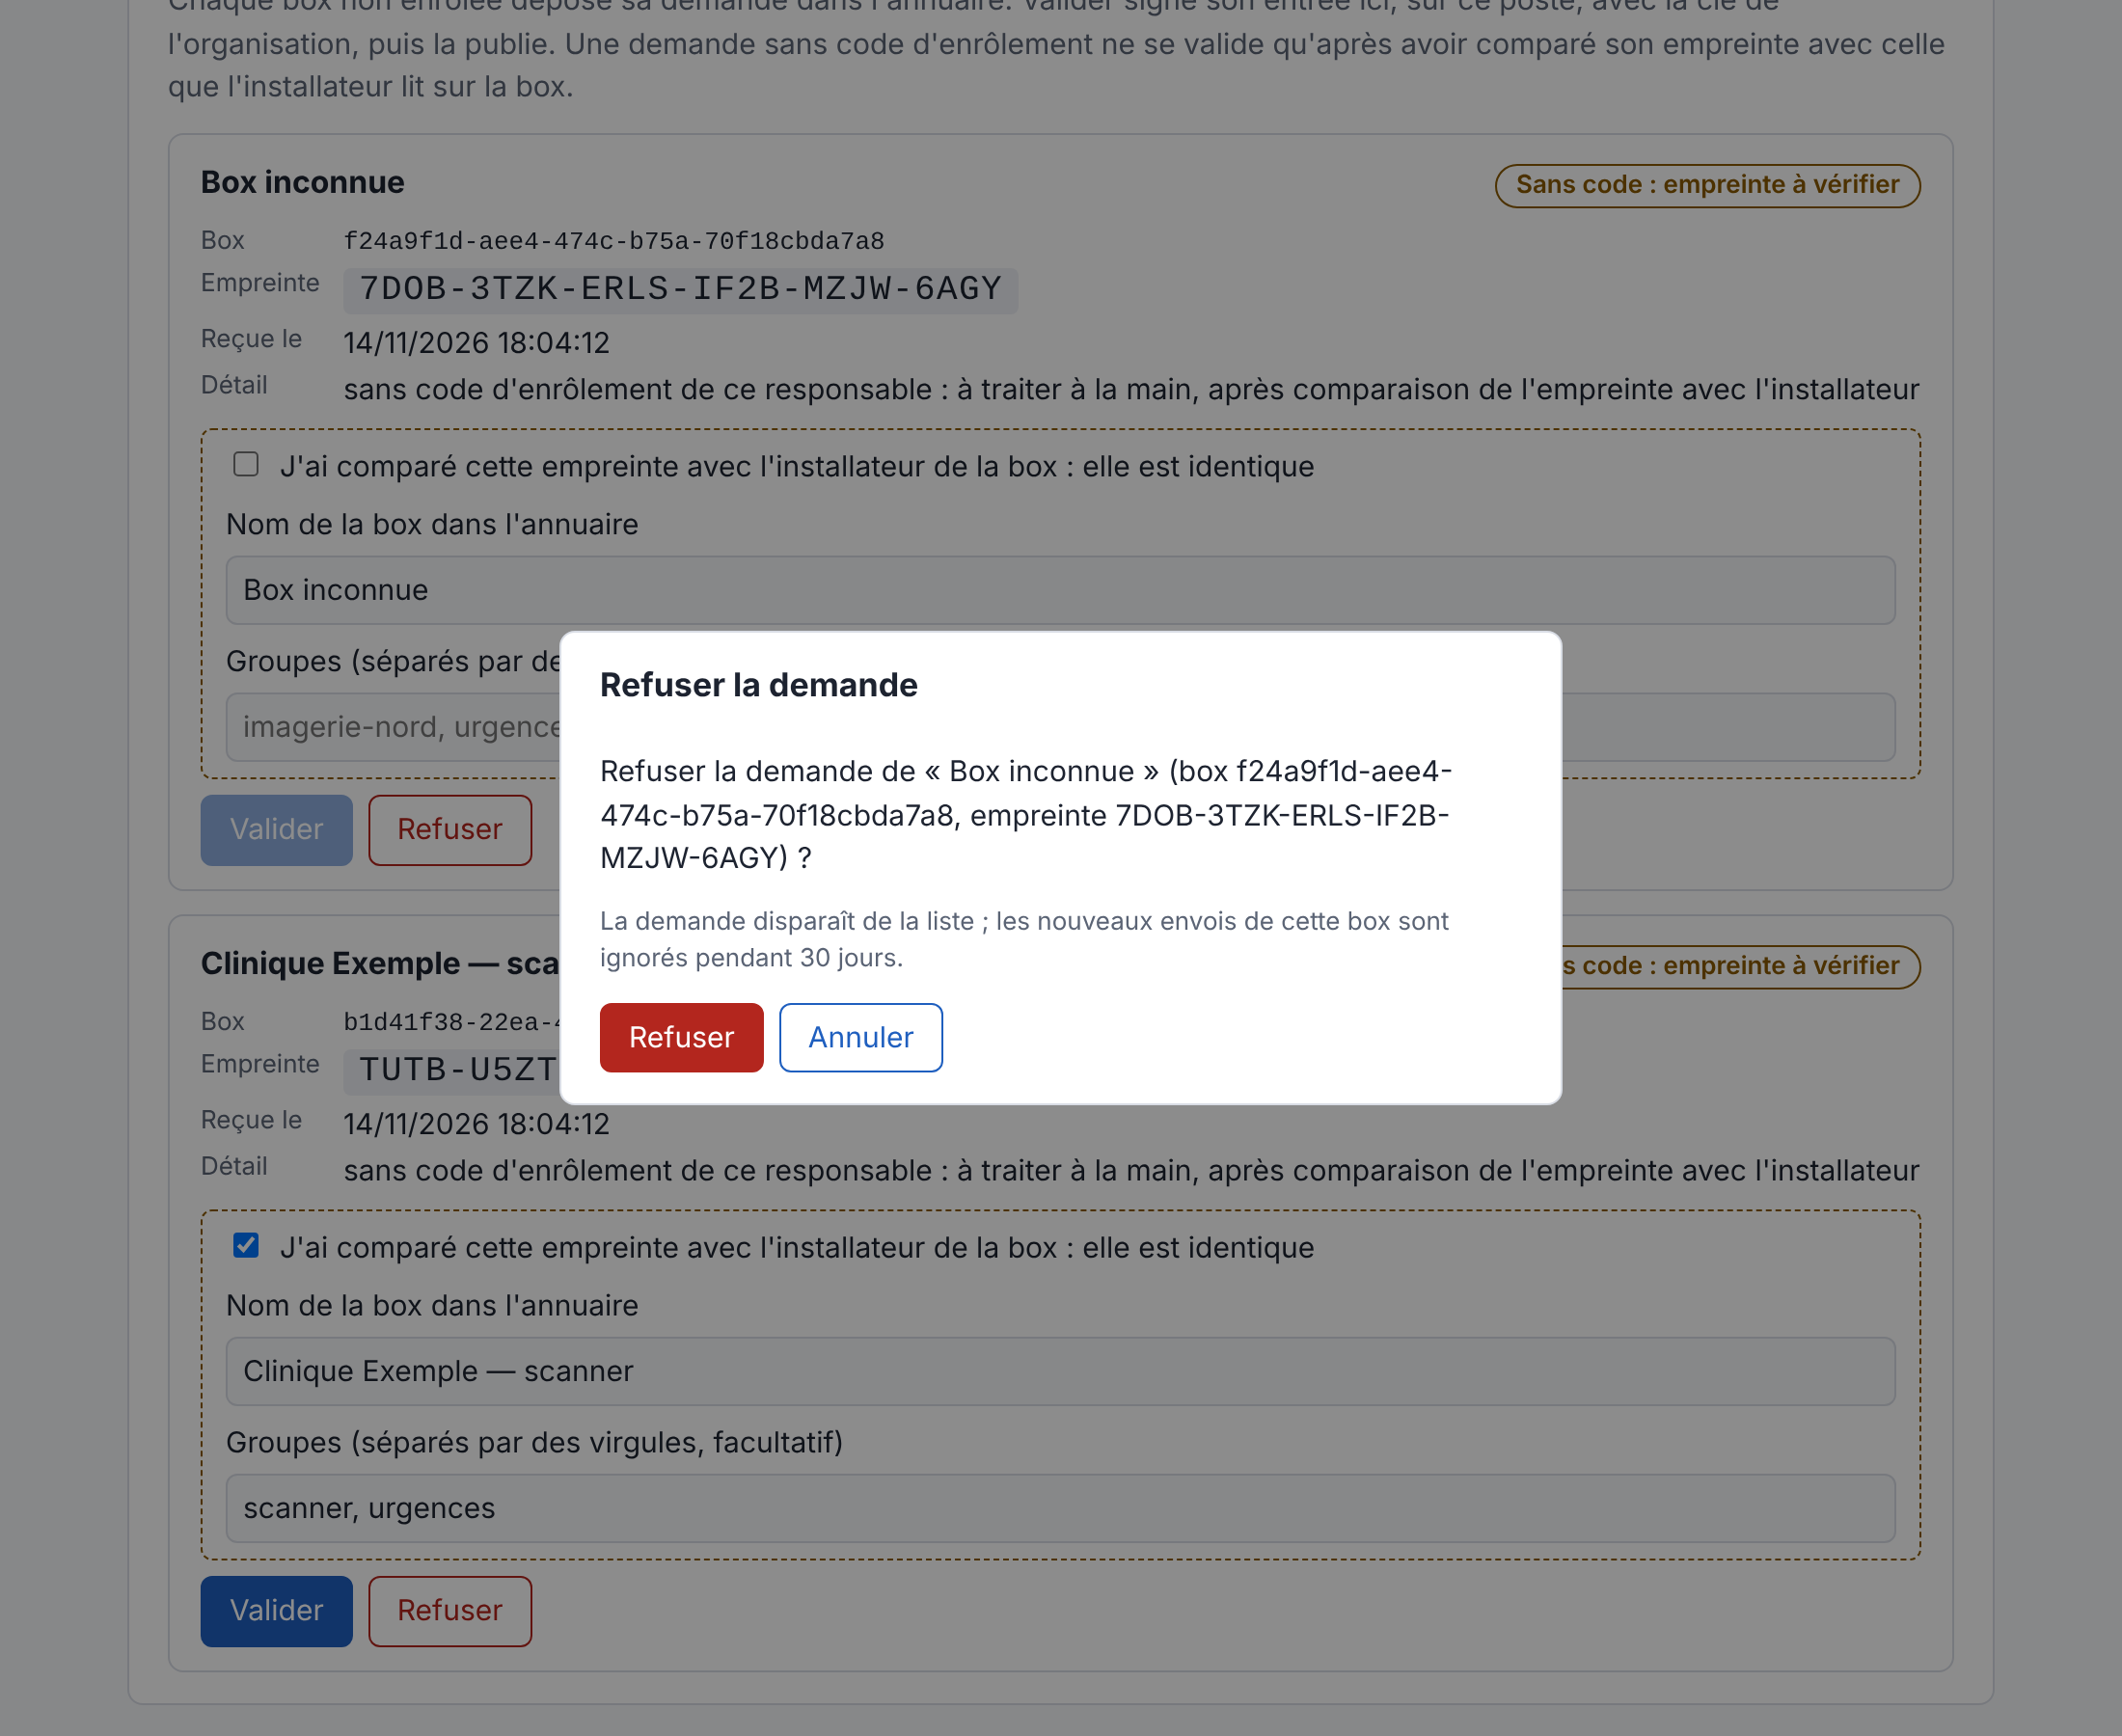 l'organisation, puis la publie. Une demande sans code d'enrôlement ne se valide qu'après avoir comparé son empreinte avec celle
que l'installateur lit sur la box.
Box inconnue
Sans code : empreinte à vérifier
Box f24a9f1d-aee4-474c-b75a-70f18cbda7a8
Empreinte 7DOB-3TZK-ERLS-IF2B-MZJW-6AGY
Reçue le 14/11/2026 18:04:12
Détail sans code d'enrôlement de ce responsable : à traiter à la main, après comparaison de l'empreinte avec l'installateur
J'ai comparé cette empreinte avec l'installateur de la box : elle est identique
Nom de la box dans l'annuaire
Box inconnue
Groupes (séparés par de
imagerie-nord, urgence
Valider Refuser
Refuser la demande
Refuser la demande de « Box inconnue » (box f24a9f1d-aee4-
474c-b75a-70f18cbda7a8, empreinte 7DOB-3TZK-ERLS-IF2B-
MZJW-6AGY) ?
La demande disparaît de la liste ; les nouveaux envois de cette box sont
ignorés pendant 30 jours.
Refuser Annuler
Clinique Exemple — sca
s code : empreinte à vérifier
Box b1d41f38-22ea-
Empreinte TUTB-U5ZT
Reçue le 14/11/2026 18:04:12
Détail sans code d'enrôlement de ce responsable : à traiter à la main, après comparaison de l'empreinte avec l'installateur
J'ai comparé cette empreinte avec l'installateur de la box : elle est identique
Nom de la box dans l'annuaire
Clinique Exemple — scanner
Groupes (séparés par des virgules, facultatif)
scanner, urgences
Valider Refuser